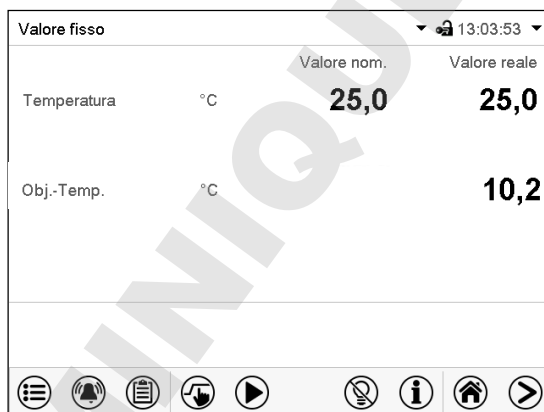 Valore fisso 13:03:53
Valore nom. Valore reale
Temperatura °C 25,0 25,0
Obj.-Temp. °C 10,2